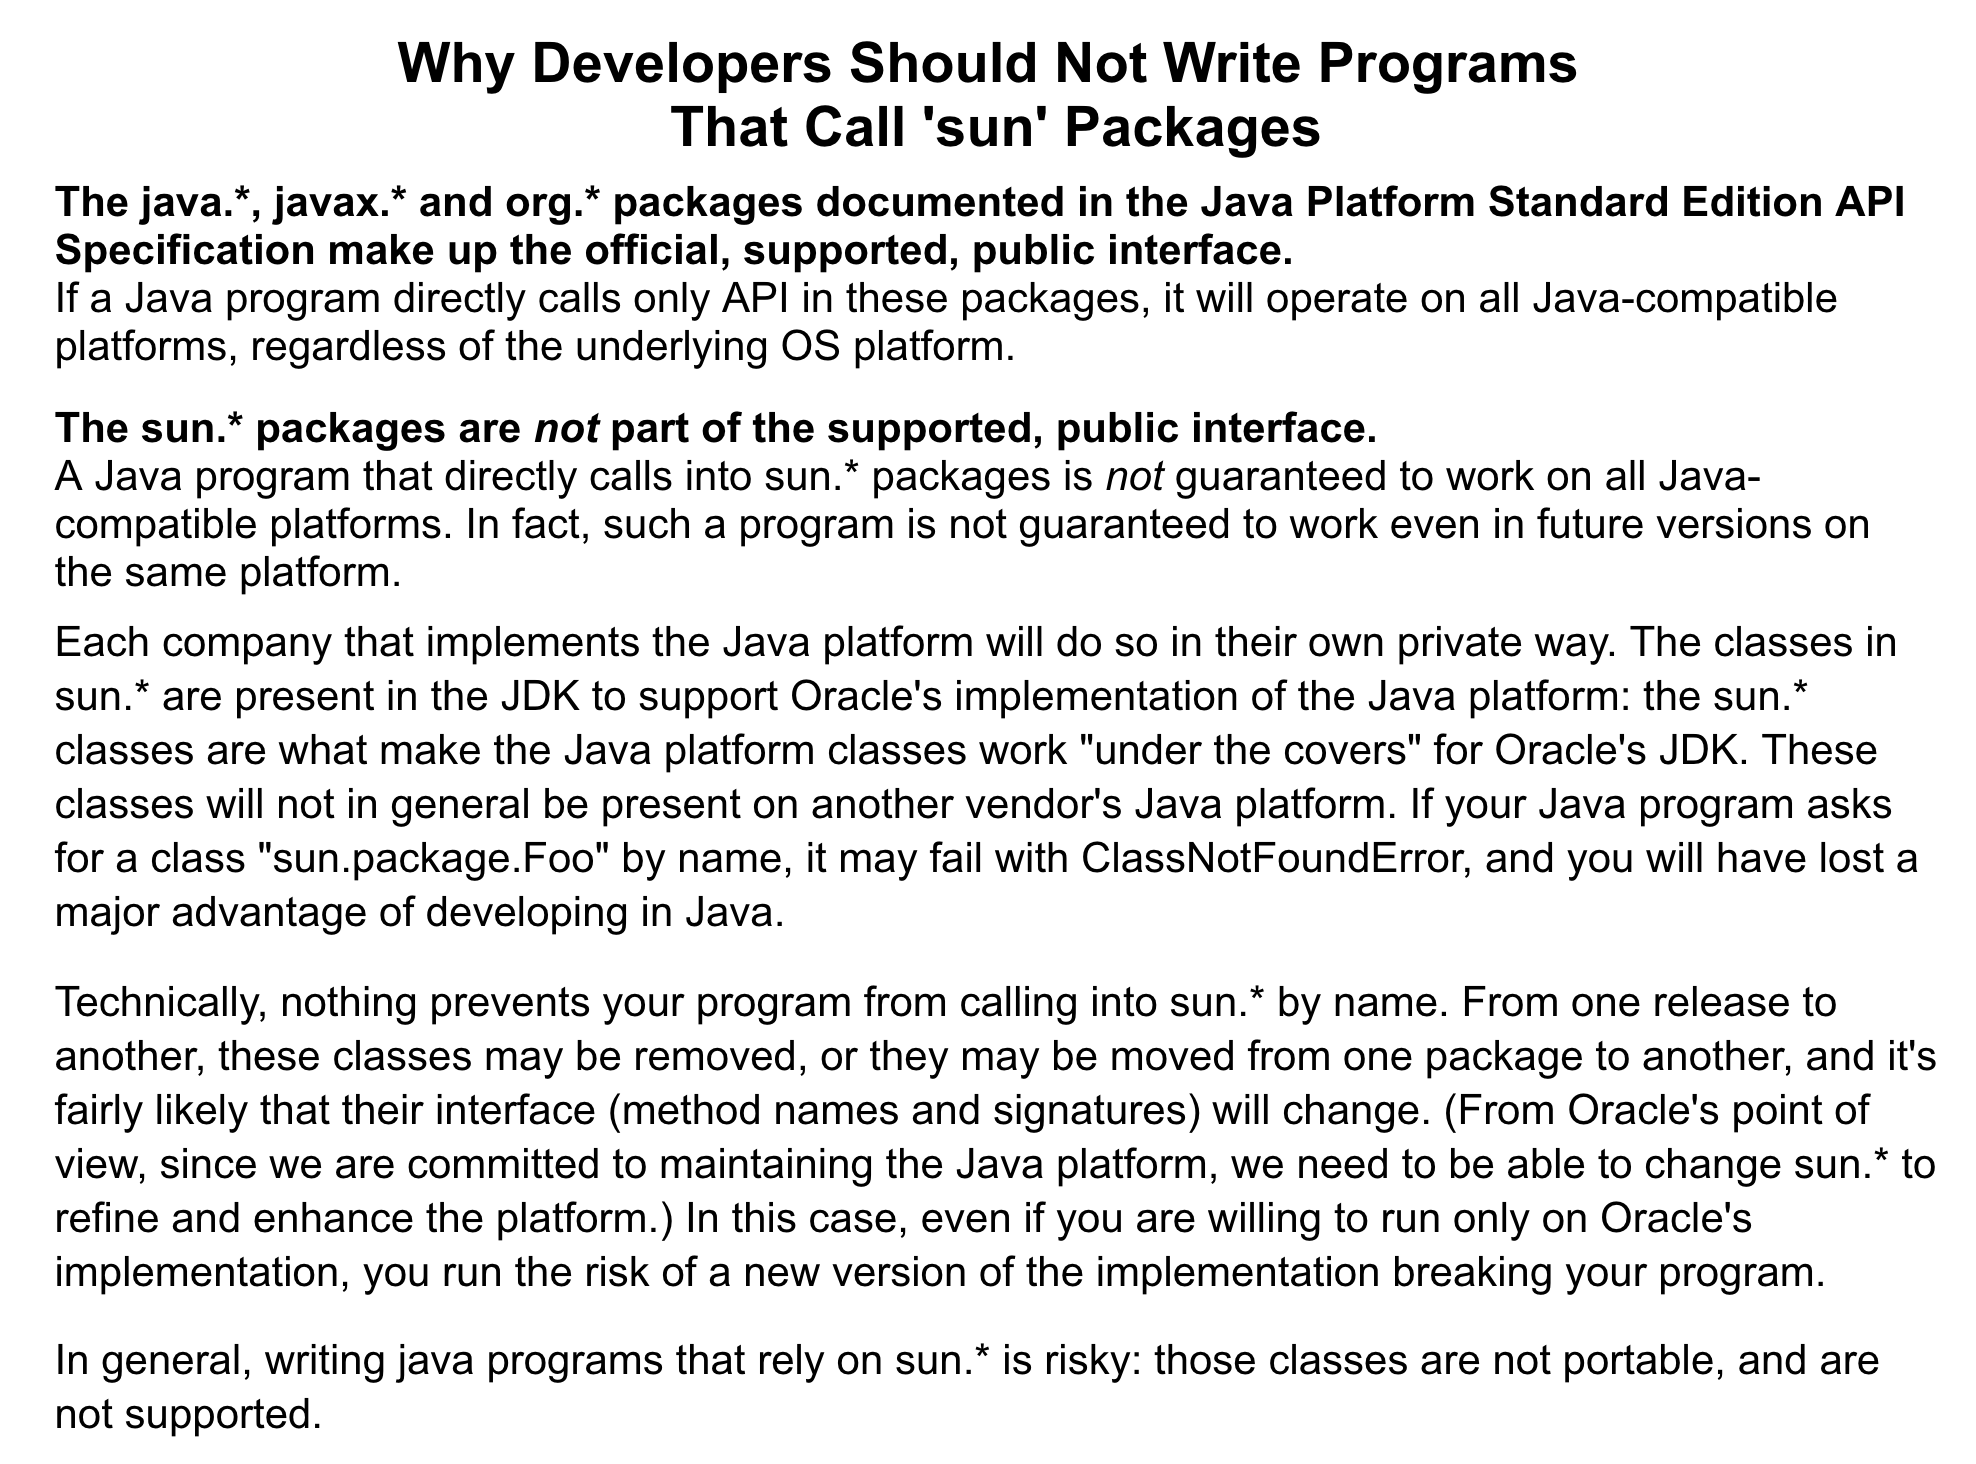 Why Developers Should Not Write Programs
That Call 'sun' Packages
The java.*, javax.* and org.* packages documented in the Java Platform Standard Edition API
Specification make up the official, supported, public interface.
If a Java program directly calls only API in these packages, it will operate on all Java-compatible
platforms, regardless of the underlying OS platform.
The sun.* packages are not part of the supported, public interface.
A Java program that directly calls into sun.* packages is not guaranteed to work on all Java-
compatible platforms. In fact, such a program is not guaranteed to work even in future versions on
the same platform.
Each company that implements the Java platform will do so in their own private way. The classes in
sun.* are present in the JDK to support Oracle's implementation of the Java platform: the sun.*
classes are what make the Java platform classes work "under the covers" for Oracle's JDK. These
classes will not in general be present on another vendor's Java platform. If your Java program asks
for a class "sun.package.Foo" by name, it may fail with ClassNotFoundError, and you will have lost a
major advantage of developing in Java.
Technically, nothing prevents your program from calling into sun.* by name. From one release to
another, these classes may be removed, or they may be moved from one package to another, and it's
fairly likely that their interface (method names and signatures) will change. (From Oracle's point of
view, since we are committed to maintaining the Java platform, we need to be able to change sun.* to
refine and enhance the platform.) In this case, even if you are willing to run only on Oracle's
implementation, you run the risk of a new version of the implementation breaking your program.
In general, writing java programs that rely on sun.* is risky: those classes are not portable, and are
not supported.